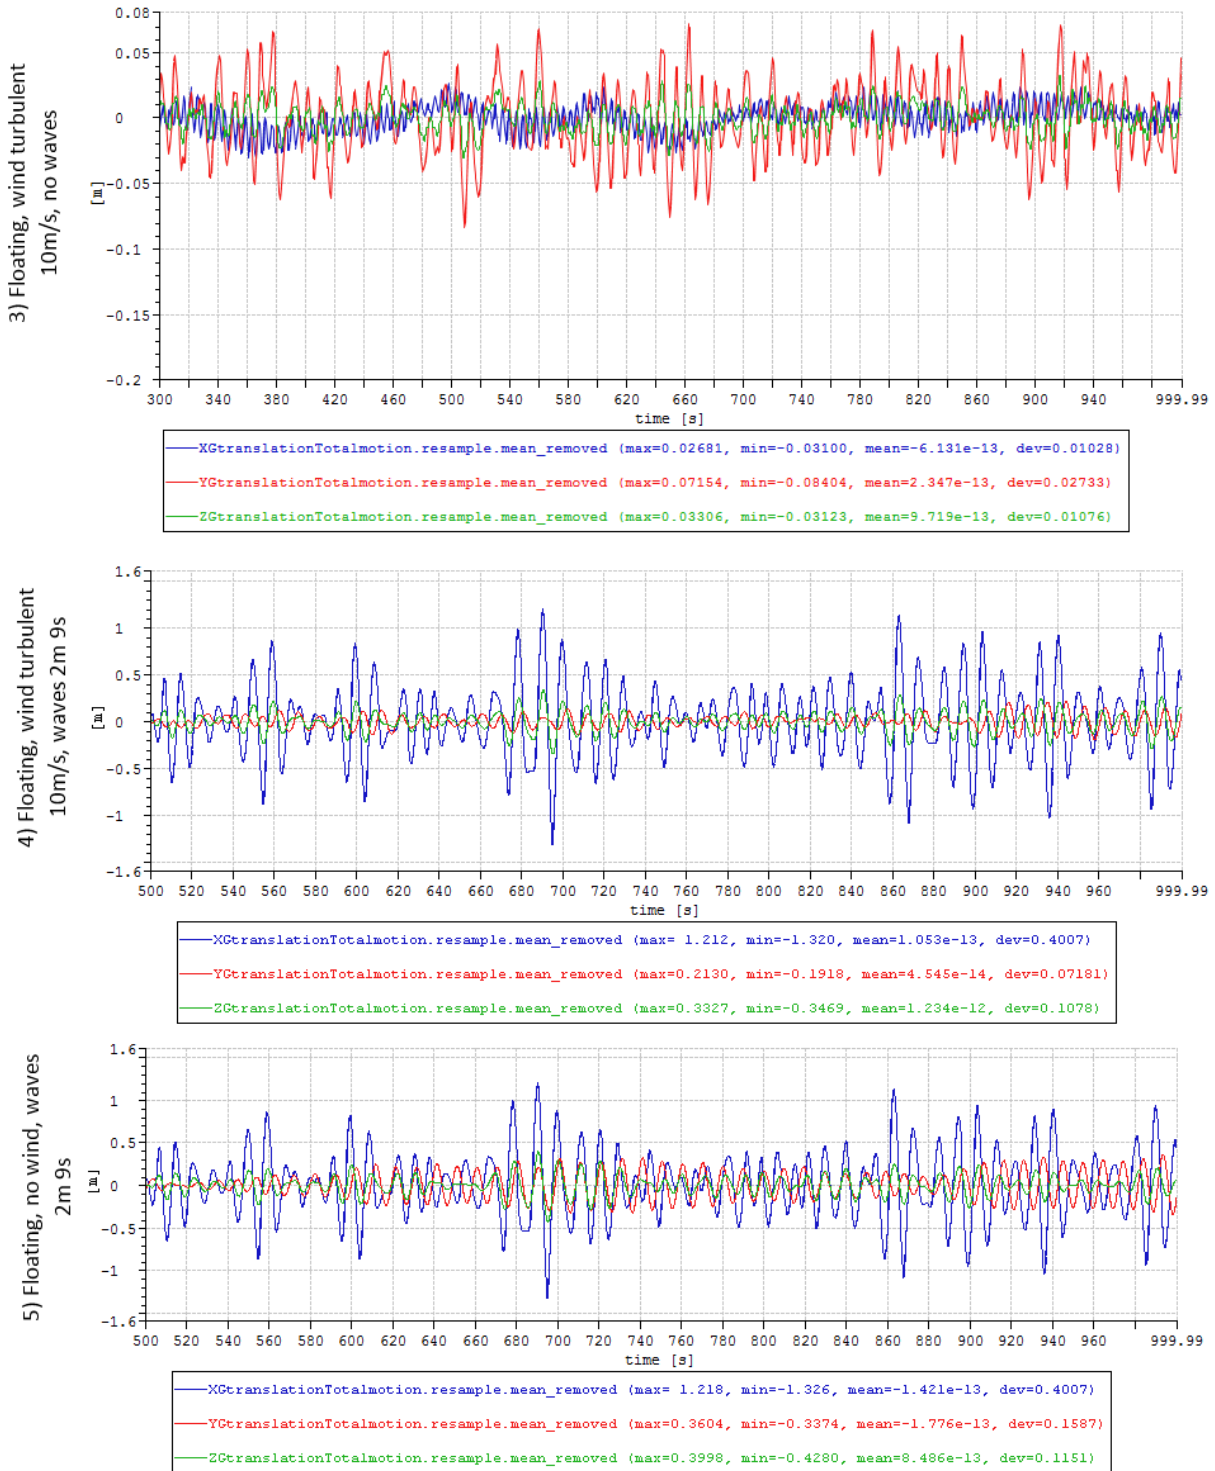 3) Floating, wind turbulent
10m/s, no waves
0.08
0.05
0
-0.05
-0.1
-0.15
-0.2
[m]
300 340 380 420 460 500 540 580 620 660 700 740 780 820 860 900 940 999.99
time [s]
XGtranslationTotalmotion.resample.mean_removed (max=0.02681, min=-0.03100, mean=-6.131e-13, dev=0.01028)
YGtranslationTotalmotion.resample.mean_removed (max=0.07154, min=-0.08404, mean=2.347e-13, dev=0.02733)
ZGtranslationTotalmotion.resample.mean_removed (max=0.03306, min=-0.03123, mean=9.719e-13, dev=0.01076)
4) Floating, wind turbulent
10m/s, waves 2m 9s
1.6
1
0.5
0
-0.5
-1
-1.6
[m]
500 520 540 560 580 600 620 640 660 680 700 720 740 760 780 800 820 840 860 880 900 920 940 960 999.99
time [s]
XGtranslationTotalmotion.resample.mean_removed (max= 1.212, min=-1.320, mean=1.053e-13, dev=0.4007)
YGtranslationTotalmotion.resample.mean_removed (max=0.2130, min=-0.1918, mean=4.545e-14, dev=0.07181)
ZGtranslationTotalmotion.resample.mean_removed (max=0.3327, min=-0.3469, mean=1.234e-12, dev=0.1078)
5) Floating, no wind, waves
2m 9s
1.6
1
0.5
0
-0.5
-1
-1.6
[m]
500 520 540 560 580 600 620 640 660 680 700 720 740 760 780 800 820 840 860 880 900 920 940 960 999.99
time [s]
XGtranslationTotalmotion.resample.mean_removed (max= 1.218, min=-1.326, mean=-1.421e-13, dev=0.4007)
YGtranslationTotalmotion.resample.mean_removed (max=0.3604, min=-0.3374, mean=-1.776e-13, dev=0.1587)
ZGtranslationTotalmotion.resample.mean_removed (max=0.3998, min=-0.4280, mean=8.486e-13, dev=0.1151)